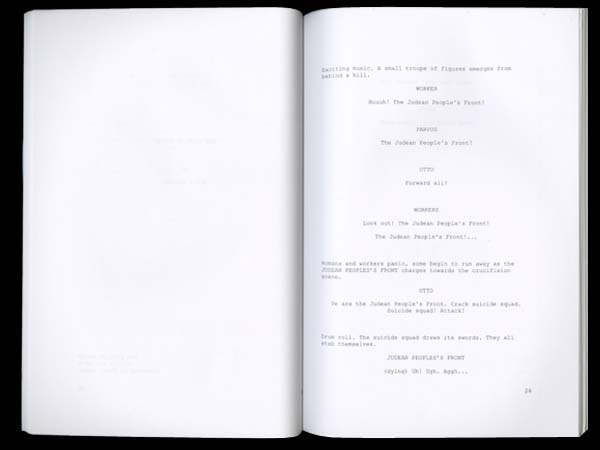 Exciting music. A small troupe of figures emerges from
behind a hill.
WORKER
The Judean People's Front!
PARVUS
The Judean People's Front!
OTTO
Forward all!
WORKERS
Look out! The Judean People's Front!
The Judean People's Front!...
Romans and workers panic, some begin to run away as the
JUDEAN PEOPLES'S FRONT charges towards the crucifixion
scene.
OTTO
Ve are the Judean People's Front. Crack suicide squad.
Suicide squad! Attack!
Drum roll. The suicide squad draws its swords. They all
stab themselves.
JUDEAN PEOPLES'S FRONT
(dying) Uh! Ugh. Aggh...
24